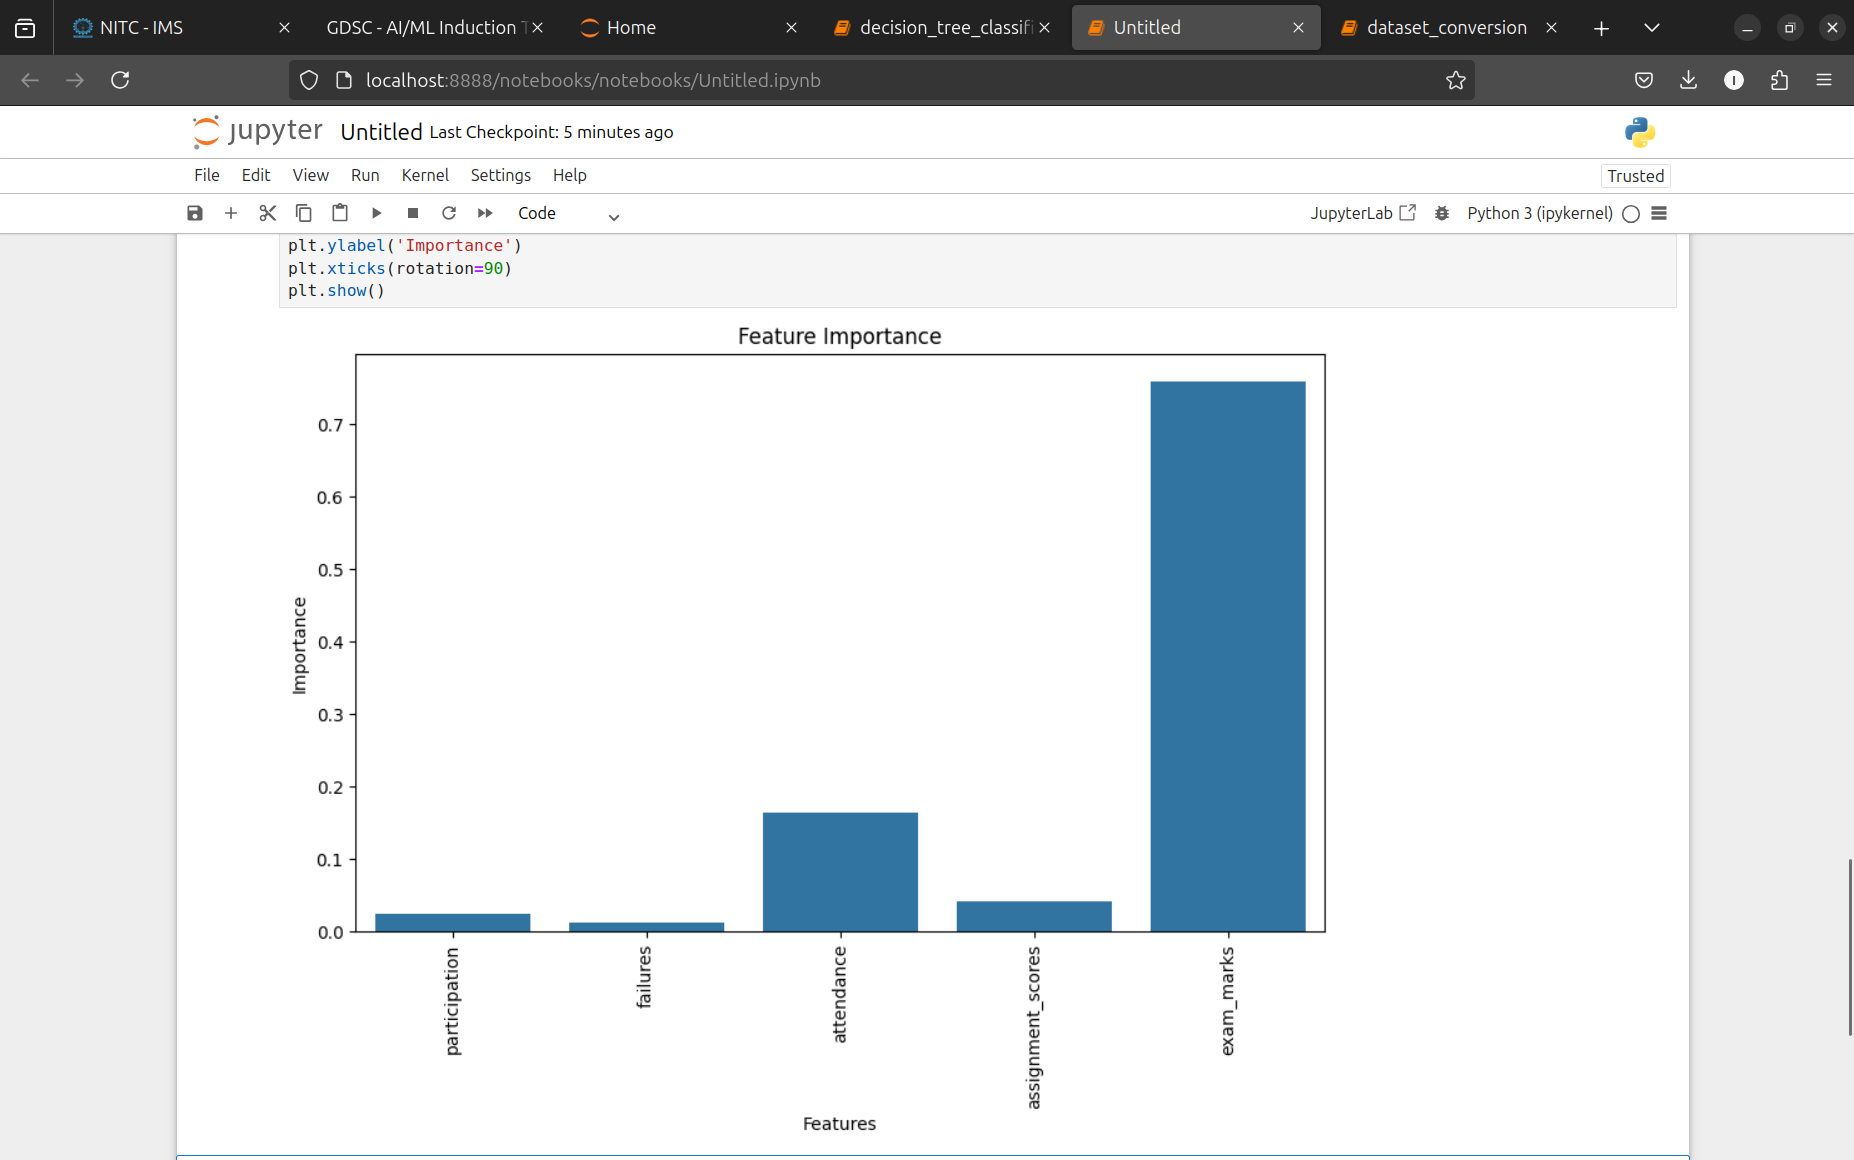 NITC - IMS
GDSC - AI/ML Induction T
Home
decision_tree_classifi
Untitled
dataset_conversion
localhost:8888/notebooks/notebooks/Untitled.ipynb
jupyter Untitled Last Checkpoint: 5 minutes ago
File Edit View Run Kernel Settings Help
Trusted
Code
JupyterLab
Python 3 (ipykernel)
plt.ylabel('Importance')
plt.xticks(rotation=90)
plt.show()
Feature Importance
0.7
0.6
0.5
0.4
0.3
0.2
0.1
0.0
Importance
participation
failures
attendance
assignment_scores
exam_marks
Features